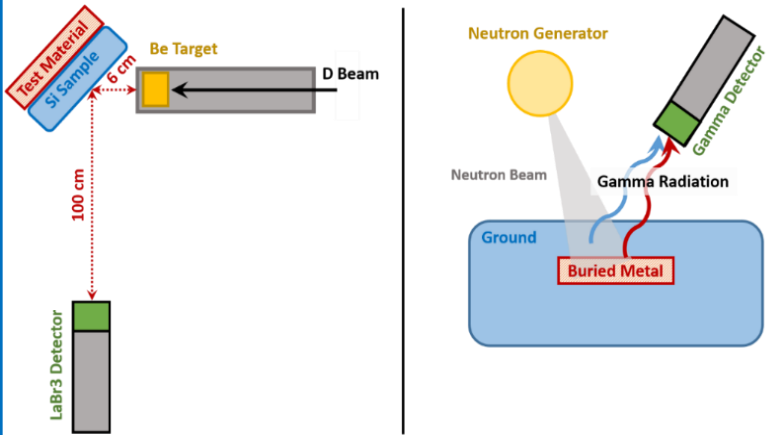 Test Material
Si Sample
6 cm
Be Target
D Beam
100 cm
LaBr3 Detector
Neutron Generator
Gamma Detector
Neutron Beam
Gamma Radiation
Ground
Buried Metal